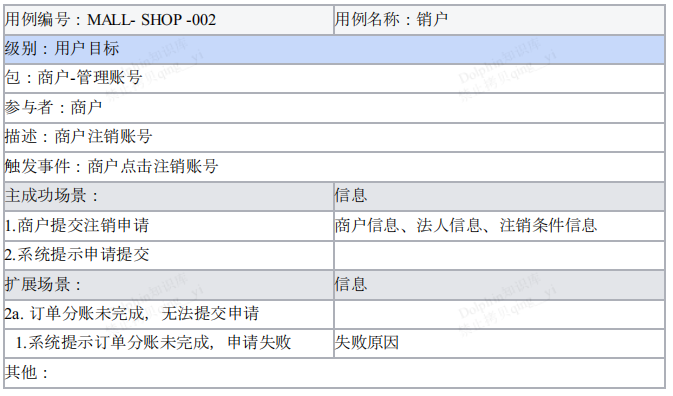 用例编号：MALL- SHOP -002 用例名称：销户
级别：用户目标
包：商户-管理账号
参与者：商户
描述：商户注销账号
触发事件：商户点击注销账号
主成功场景： 信息
1.商户提交注销申请 商户信息、法人信息、注销条件信息
2.系统提示申请提交
扩展场景： 信息
2a. 订单分账未完成, 无法提交申请
1.系统提示订单分账未完成, 申请失败 失败原因
其他：